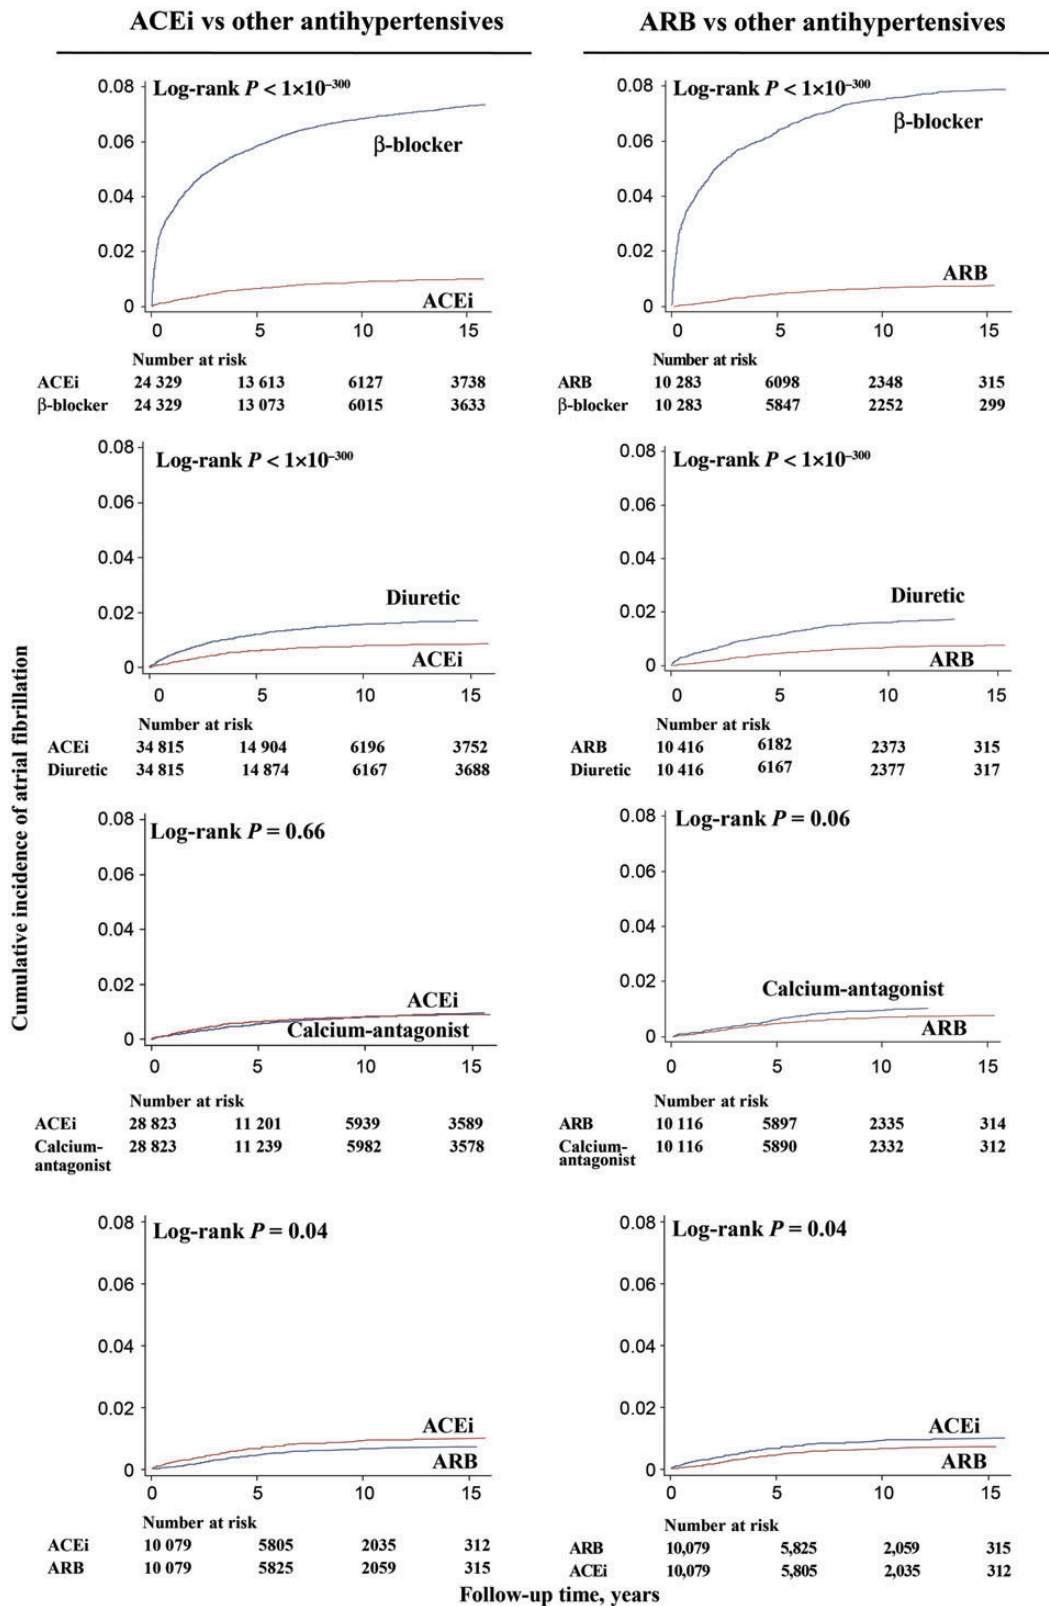 ACEi vs other antihypertensives
ARB vs other antihypertensives
Cumulative incidence of atrial fibrillation
0.08
0.06
0.04
0.02
0
Log-rank P < 1×10⁻³⁰⁰
β-blocker
ACEi
0 5 10 15
Number at risk
ACEi 24 329 13 613 6127 3738
β-blocker 24 329 13 073 6015 3633
0.08
0.06
0.04
0.02
0
Log-rank P < 1×10⁻³⁰⁰
β-blocker
ARB
0 5 10 15
Number at risk
ARB 10 283 6098 2348 315
β-blocker 10 283 5847 2252 299
0.08
0.06
0.04
0.02
0
Log-rank P < 1×10⁻³⁰⁰
Diuretic
ACEi
0 5 10 15
Number at risk
ACEi 34 815 14 904 6196 3752
Diuretic 34 815 14 874 6167 3688
0.08
0.06
0.04
0.02
0
Log-rank P < 1×10⁻³⁰⁰
Diuretic
ARB
0 5 10 15
Number at risk
ARB 10 416 6182 2373 315
Diuretic 10 416 6167 2377 317
0.08
0.06
0.04
0.02
0
Log-rank P = 0.66
ACEi
Calcium-antagonist
0 5 10 15
Number at risk
ACEi 28 823 11 201 5939 3589
Calcium- 28 823 11 239 5982 3578
antagonist
0.08
0.06
0.04
0.02
0
Log-rank P = 0.06
Calcium-antagonist
ARB
0 5 10 15
Number at risk
ARB 10 116 5897 2335 314
Calcium- 10 116 5890 2332 312
antagonist
0.08
0.06
0.04
0.02
0
Log-rank P = 0.04
ACEi
ARB
0 5 10 15
Number at risk
ACEi 10 079 5805 2035 312
ARB 10 079 5825 2059 315
0.08
0.06
0.04
0.02
0
Log-rank P = 0.04
ACEi
ARB
0 5 10 15
Number at risk
ARB 10,079 5,825 2,059 315
ACEi 10,079 5,805 2,035 312
Follow-up time, years